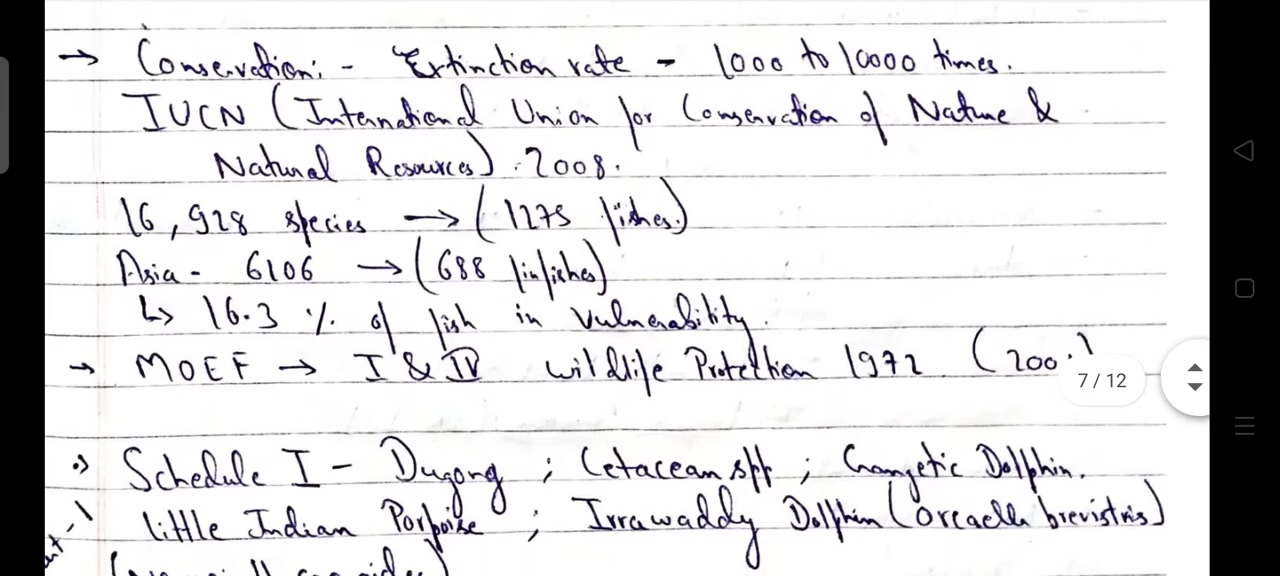 → Conservation: - Extinction rate - 1000 to 10000 times.
IUCN (International Union for Conservation of Nature &
Natural Resources) . 2008.
16,928 species → (1275 fishes.)
Asia - 6106 → (688 finfishes)
↳ 16.3 % of fish in vulnerability.
→ MOEF → I & IV wildlife Protection 1972 (200
7 / 12
Schedule I - Dugong ; Cetacean spp ; Gangetic Dolphin.
little Indian Porpoise ; Irrawaddy Dolphin (orcaella brevistris)